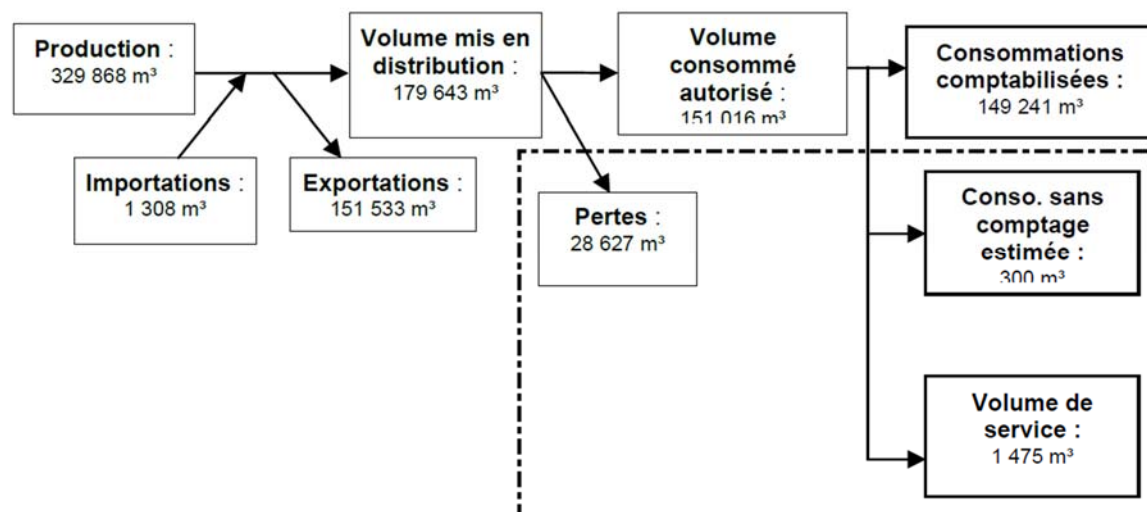 Production :
329 868 m³
Volume mis en
distribution :
179 643 m³
Volume
consommé
autorisé :
151 016 m³
Consommations
comptabilisées :
149 241 m³
Importations :
1 308 m³
Exportations :
151 533 m³
Pertes :
28 627 m³
Conso. sans
comptage
estimée :
300 m³
Volume de
service :
1 475 m³